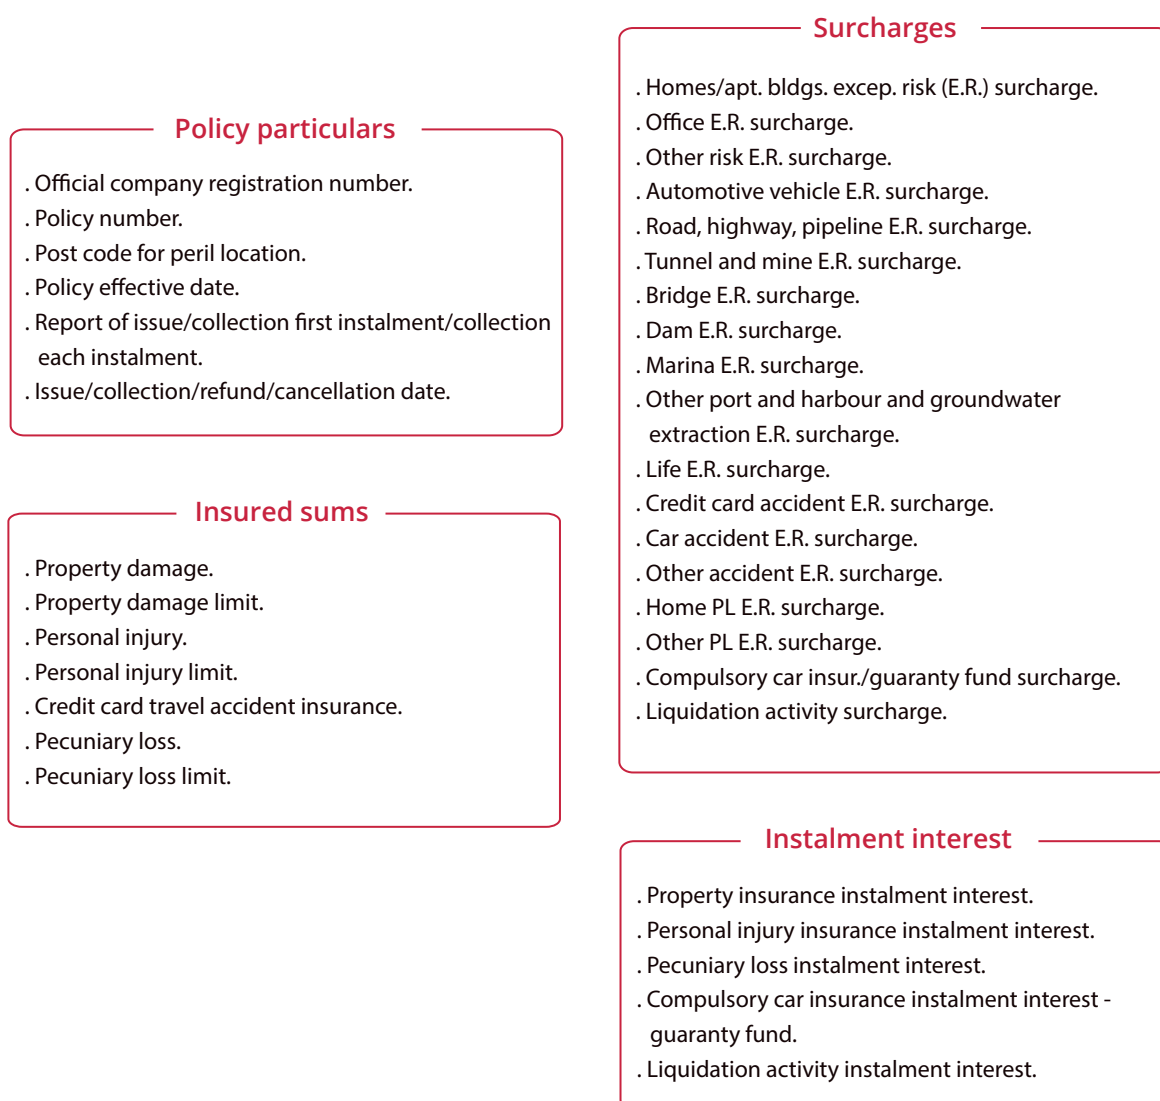 Policy particulars
. Official company registration number.
. Policy number.
. Post code for peril location.
. Policy effective date.
. Report of issue/collection first instalment/collection
each instalment.
. Issue/collection/refund/cancellation date.
Insured sums
. Property damage.
. Property damage limit.
. Personal injury.
. Personal injury limit.
. Credit card travel accident insurance.
. Pecuniary loss.
. Pecuniary loss limit.
Surcharges
. Homes/apt. bldgs. excep. risk (E.R.) surcharge.
. Office E.R. surcharge.
. Other risk E.R. surcharge.
. Automotive vehicle E.R. surcharge.
. Road, highway, pipeline E.R. surcharge.
. Tunnel and mine E.R. surcharge.
. Bridge E.R. surcharge.
. Dam E.R. surcharge.
. Marina E.R. surcharge.
. Other port and harbour and groundwater
extraction E.R. surcharge.
. Life E.R. surcharge.
. Credit card accident E.R. surcharge.
. Car accident E.R. surcharge.
. Other accident E.R. surcharge.
. Home PL E.R. surcharge.
. Other PL E.R. surcharge.
. Compulsory car insur./guaranty fund surcharge.
. Liquidation activity surcharge.
Instalment interest
. Property insurance instalment interest.
. Personal injury insurance instalment interest.
. Pecuniary loss instalment interest.
. Compulsory car insurance instalment interest -
guaranty fund.
. Liquidation activity instalment interest.